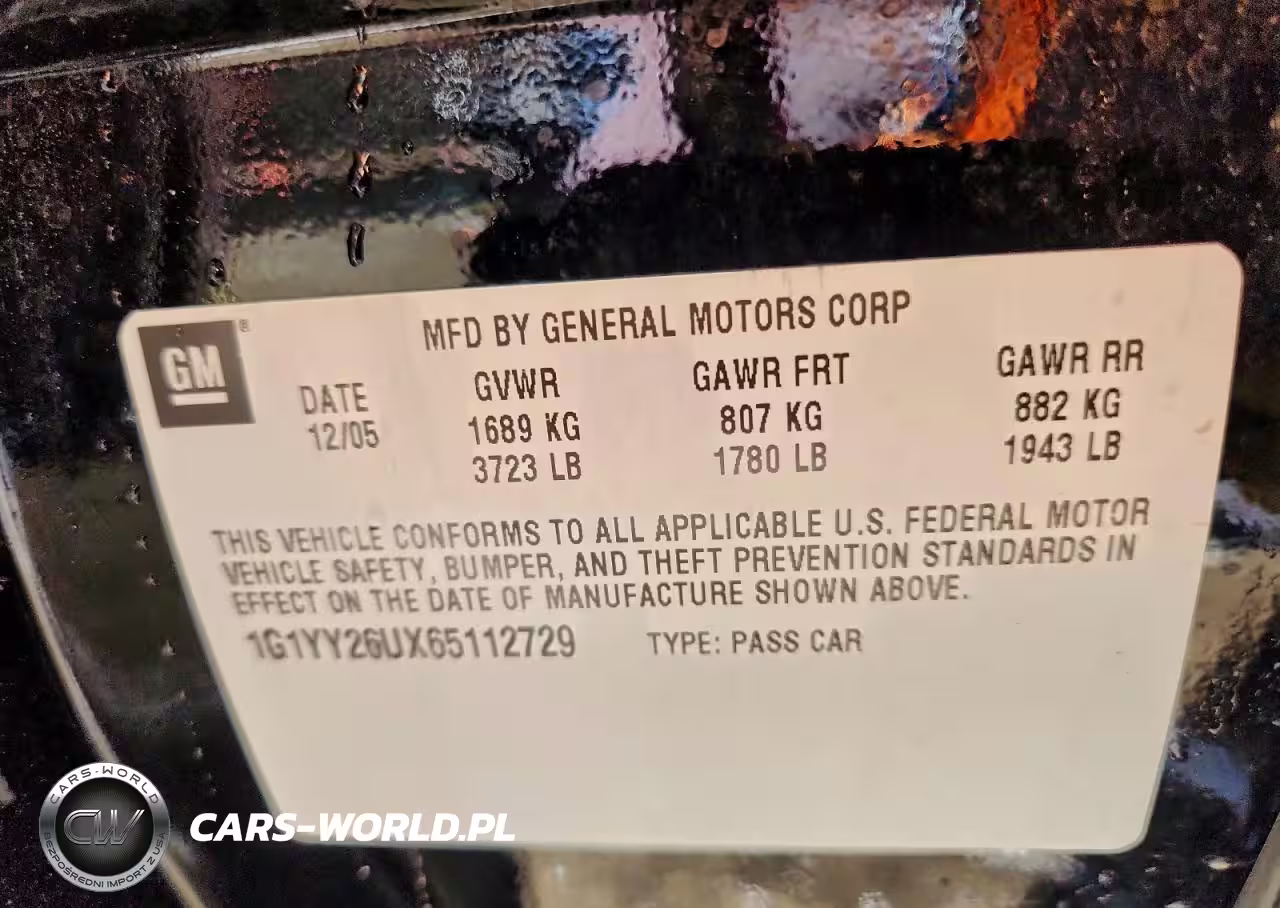 GM ®
MFD BY GENERAL MOTORS CORP
DATE GVWR GAWR FRT GAWR RR
12/05 1689 KG 807 KG 882 KG
3723 LB 1780 LB 1943 LB
THIS VEHICLE CONFORMS TO ALL APPLICABLE U.S. FEDERAL MOTOR
VEHICLE SAFETY, BUMPER, AND THEFT PREVENTION STANDARDS IN
EFFECT ON THE DATE OF MANUFACTURE SHOWN ABOVE.
1G1YY26UX65112729 TYPE: PASS CAR
CARS-WORLD
CW
BEZPOŚREDNI IMPORT Z USA
CARS-WORLD.PL